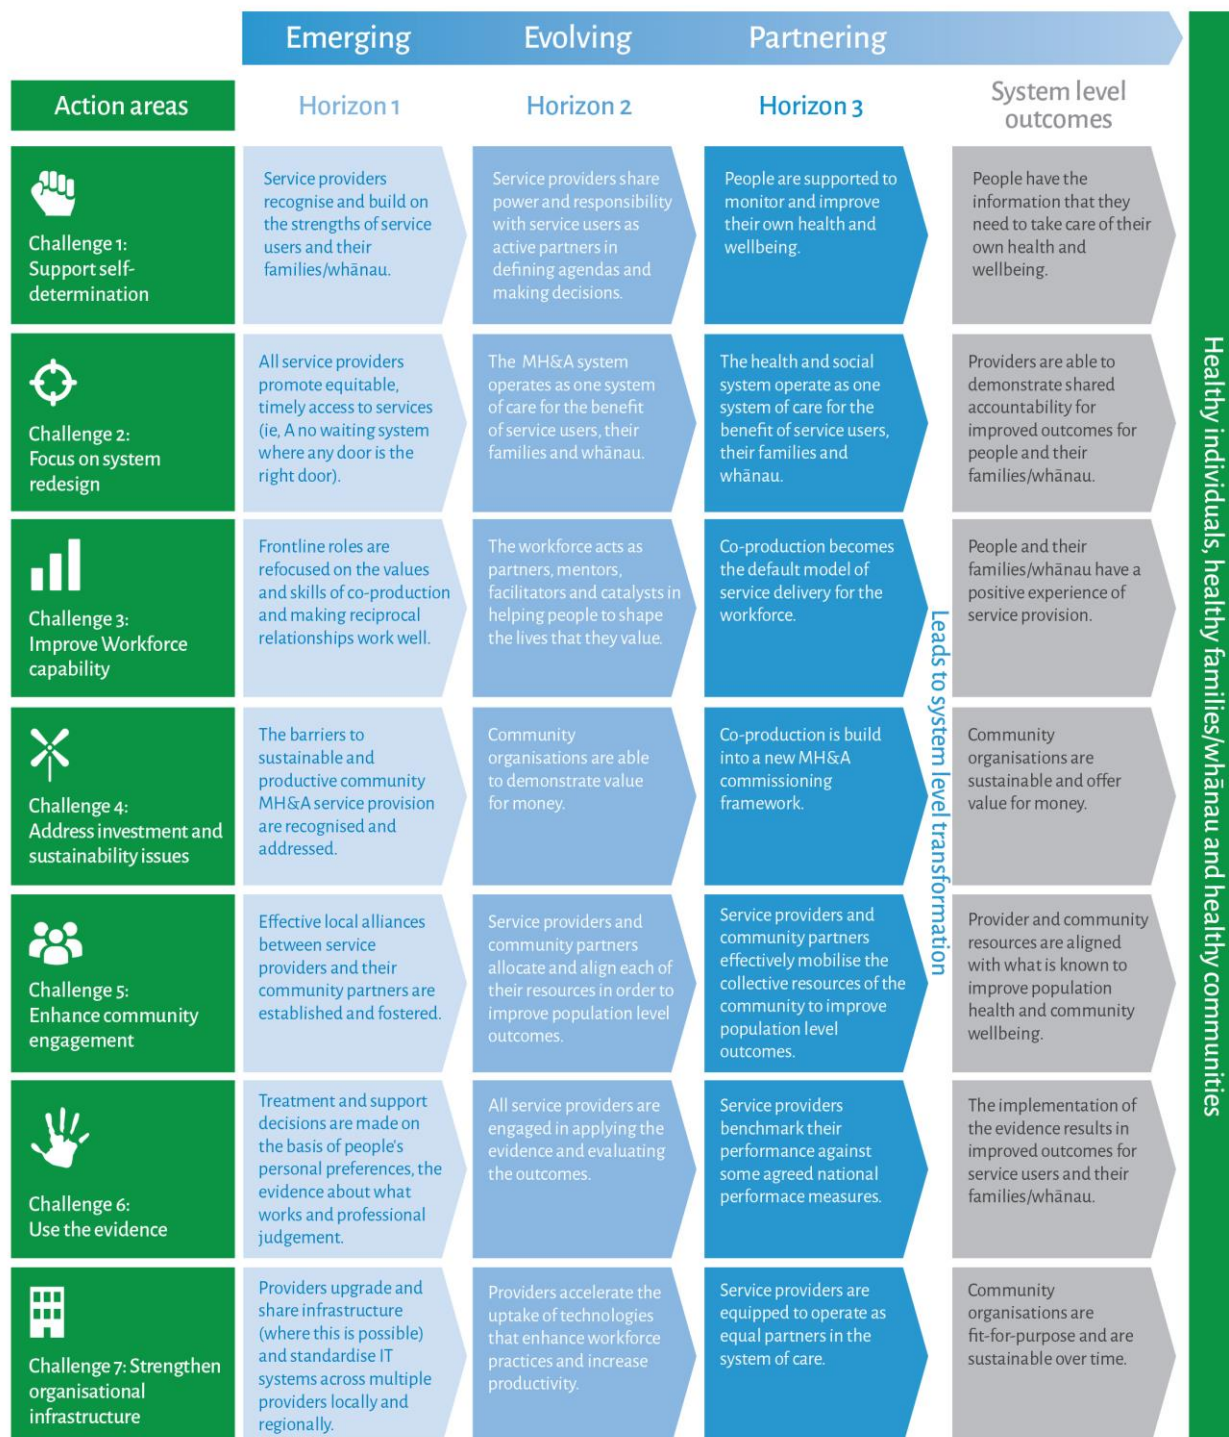 Emerging
Evolving
Partnering
Action areas
Horizon 1
Horizon 2
Horizon 3
System level
outcomes
Challenge 1:
Support self-
determination
Service providers
recognise and build on
the strengths of service
users and their
families/whānau.
Service providers share
power and responsibility
with service users as
active partners in
defining agendas and
making decisions.
People are supported to
monitor and improve
their own health and
wellbeing.
People have the
information that they
need to take care of their
own health and
wellbeing.
Challenge 2:
Focus on system
redesign
All service providers
promote equitable,
timely access to services
(ie, A no waiting system
where any door is the
right door).
The MH&A system
operates as one system
of care for the benefit
of service users, their
families and whānau.
The health and social
system operate as one
system of care for the
benefit of service users,
their families and
whānau.
Providers are able to
demonstrate shared
accountability for
improved outcomes for
people and their
families/whānau.
Challenge 3:
Improve Workforce
capability
Frontline roles are
refocused on the values
and skills of co-production
and making reciprocal
relationships work well.
The workforce acts as
partners, mentors,
facilitators and catalysts in
helping people to shape
the lives that they value.
Co-production becomes
the default model of
service delivery for the
workforce.
People and their
families/whānau have a
positive experience of
service provision.
Challenge 4:
Address investment and
sustainability issues
The barriers to
sustainable and
productive community
MH&A service provision
are recognised and
addressed.
Community
organisations are able
to demonstrate value
for money.
Co-production is build
into a new MH&A
commissioning
framework.
Community
organisations are
sustainable and offer
value for money.
Challenge 5:
Enhance community
engagement
Effective local alliances
between service
providers and their
community partners are
established and fostered.
Service providers and
community partners
allocate and align each of
their resources in order to
improve population level
outcomes.
Service providers and
community partners
effectively mobilise the
collective resources of the
community to improve
population level
outcomes.
Provider and community
resources are aligned
with what is known to
improve population
health and community
wellbeing.
Challenge 6:
Use the evidence
Treatment and support
decisions are made on
the basis of people's
personal preferences, the
evidence about what
works and professional
judgement.
All service providers are
engaged in applying the
evidence and evaluating
the outcomes.
Service providers
benchmark their
performance against
some agreed national
performace measures.
The implementation of
the evidence results in
improved outcomes for
service users and their
families/whānau.
Challenge 7: Strengthen
organisational
infrastructure
Providers upgrade and
share infrastructure
(where this is possible)
and standardise IT
systems across multiple
providers locally and
regionally.
Providers accelerate the
uptake of technologies
that enhance workforce
practices and increase
productivity.
Service providers are
equipped to operate as
equal partners in the
system of care.
Community
organisations are
fit-for-purpose and are
sustainable over time.
Leads to system level transformation
Healthy individuals, healthy families/whānau and healthy communities